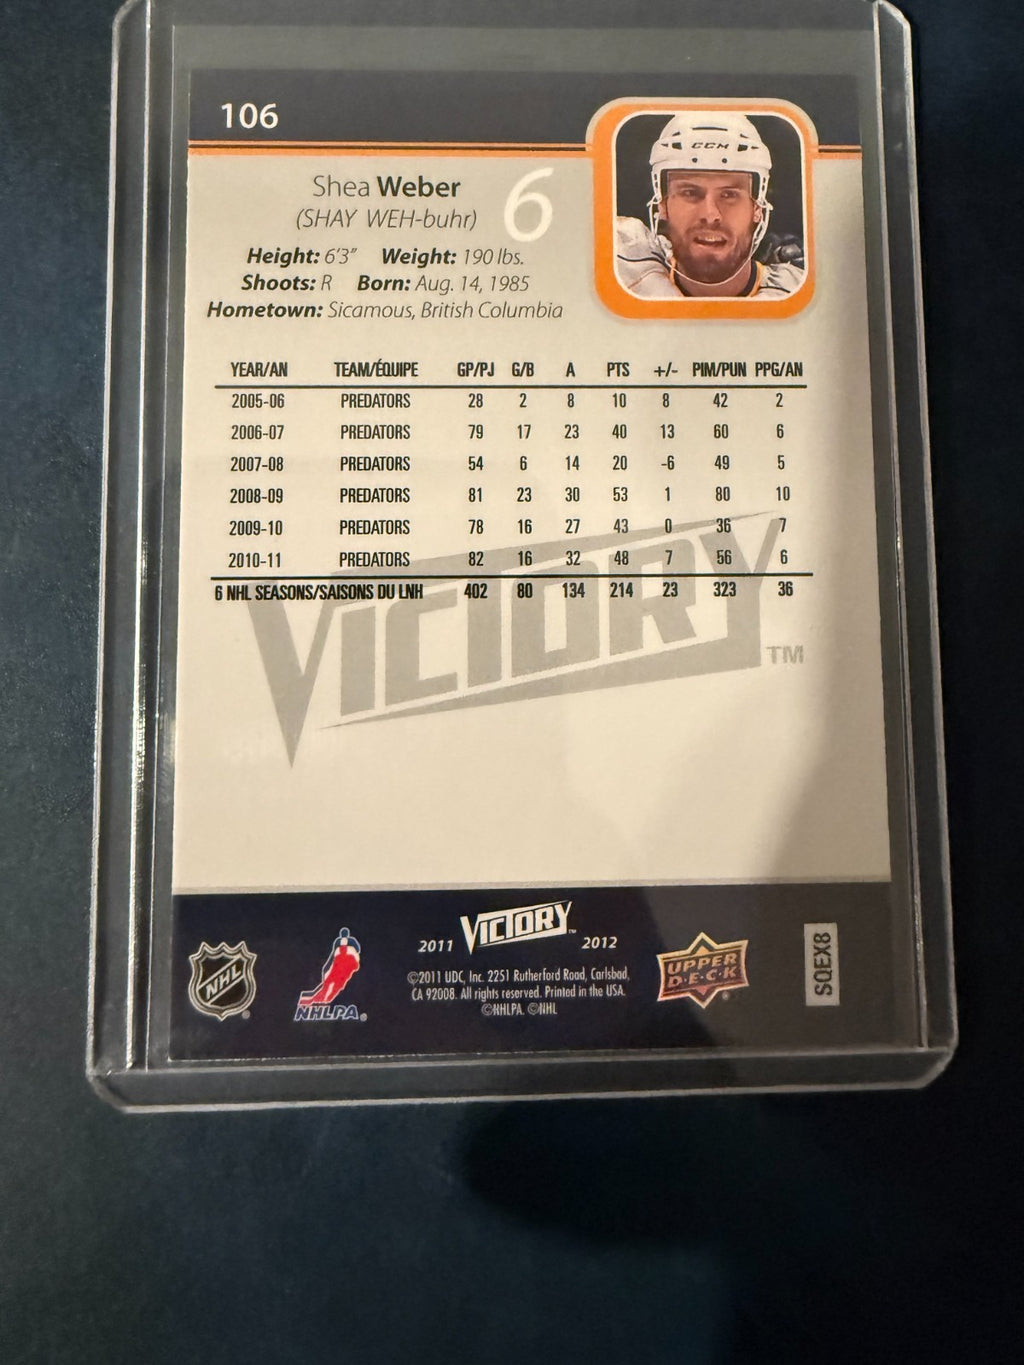 106
CCM
Shea Weber
(SHAY WEH-buhr)
6
Height: 6'3" Weight: 190 lbs.
Shoots: R Born: Aug. 14, 1985
Hometown: Sicamous, British Columbia
YEAR/AN TEAM/ÉQUIPE GP/PJ G/B A PTS +/- PIM/PUN PPG/AN
2005-06 PREDATORS 28 2 8 10 8 42 2
2006-07 PREDATORS 79 17 23 40 13 60 6
2007-08 PREDATORS 54 6 14 20 -6 49 5
2008-09 PREDATORS 81 23 30 53 1 80 10
2009-10 PREDATORS 78 16 27 43 0 36 7
2010-11 PREDATORS 82 16 32 48 7 56 6
6 NHL SEASONS/SAISONS DU LNH 402 80 134 214 23 323 36
VICTORY TM
NHL
NHLPA®
2011 VICTORY™ 2012
©2011 UDC, Inc. 2251 Rutherford Road, Carlsbad,
CA 92008. All rights reserved. Printed in the USA.
©NHLPA. ©NHL
UPPER
D·E·C·K®
SQEX8